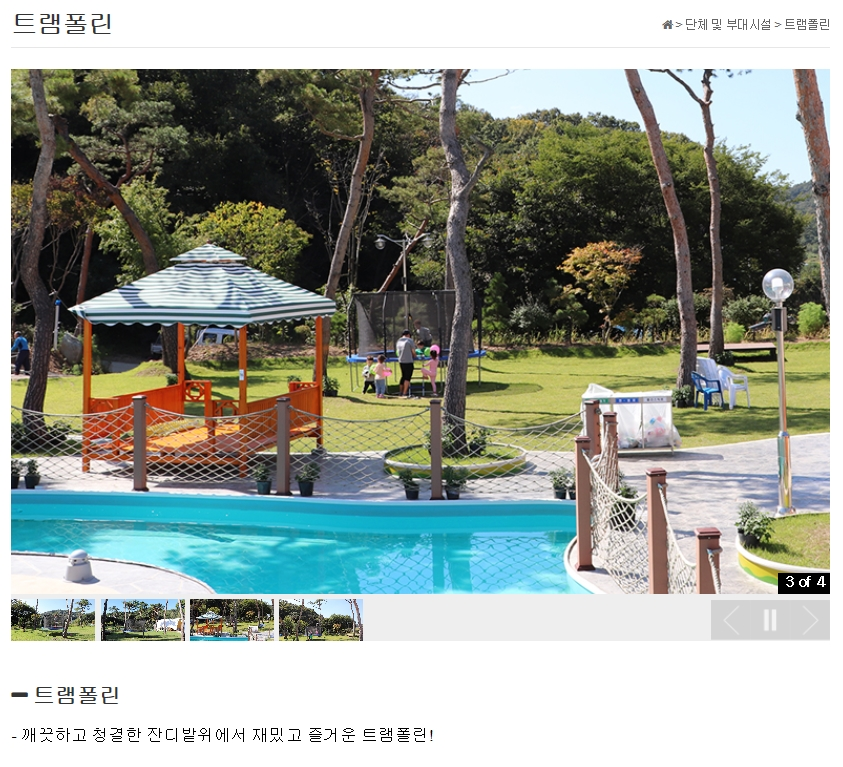 트램폴린
> 단체 및 부대시설 > 트램폴린
3 of 4
트램폴린
- 깨끗하고 청결한 잔디밭위에서 재밌고 즐거운 트램폴린!